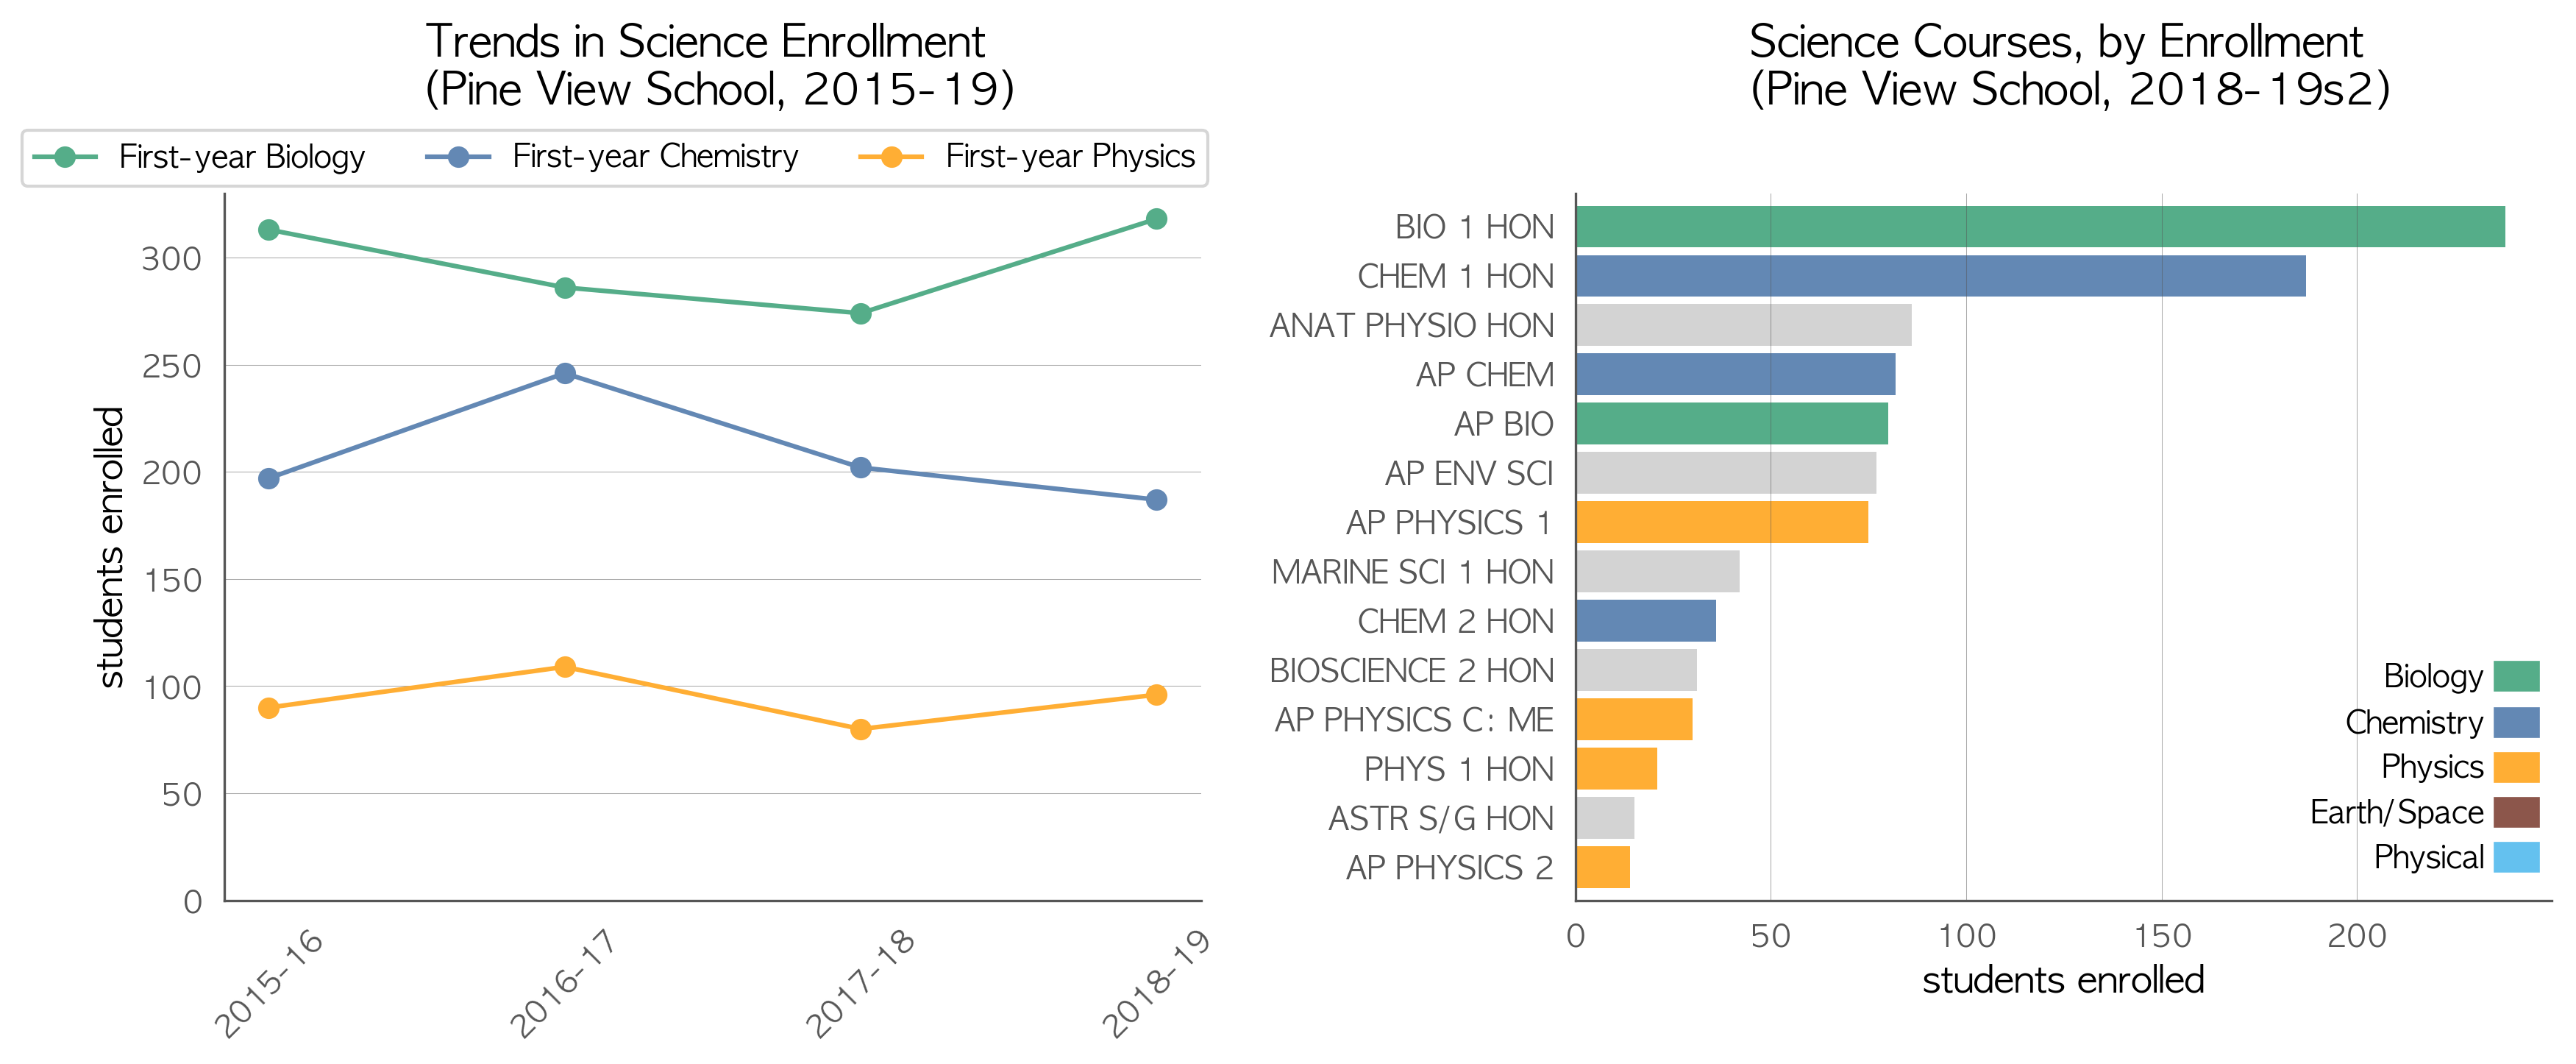 Trends in Science Enrollment
(Pine View School, 2015-19)
First-year Biology
First-year Chemistry
First-year Physics
students enrolled
300
250
200
150
100
50
0
2015-16
2016-17
2017-18
2018-19
Science Courses, by Enrollment
(Pine View School, 2018-19s2)
BIO 1 HON
CHEM 1 HON
ANAT PHYSIO HON
AP CHEM
AP BIO
AP ENV SCI
AP PHYSICS 1
MARINE SCI 1 HON
CHEM 2 HON
BIOSCIENCE 2 HON
AP PHYSICS C: ME
PHYS 1 HON
ASTR S/G HON
AP PHYSICS 2
Biology
Chemistry
Physics
Earth/Space
Physical
0
50
100
150
200
students enrolled